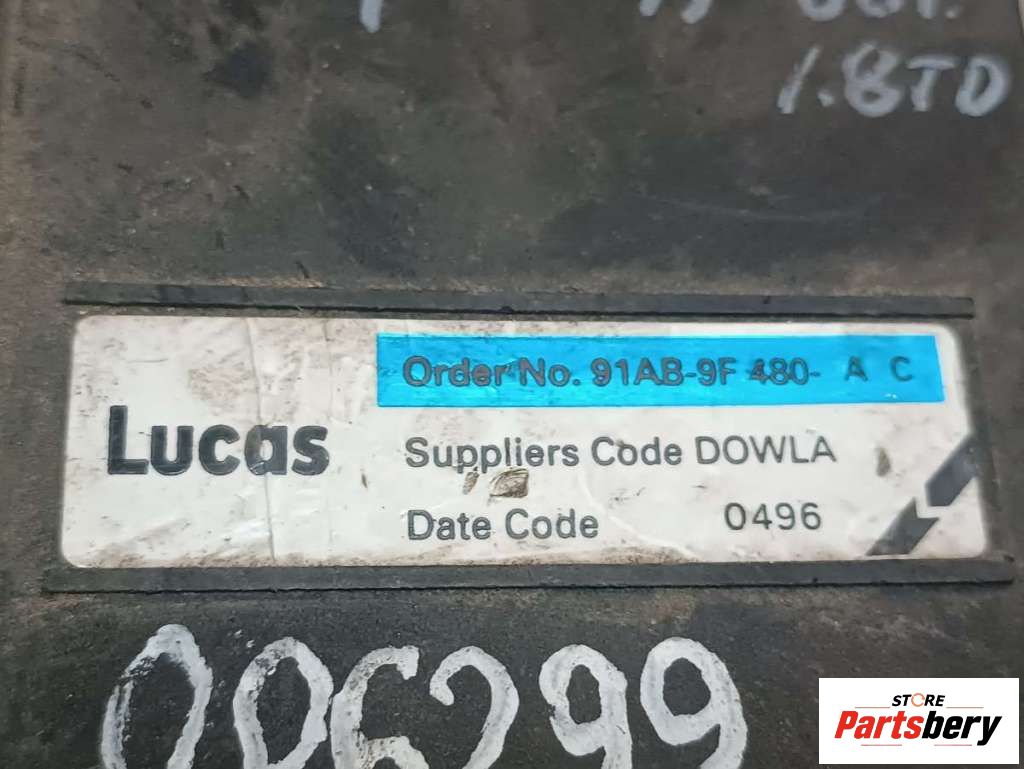 1.8TD
Order No. 91AB-9F 480- A C
Lucas
Suppliers Code DOWLA
Date Code 0496
006299
STORE
Partsbery